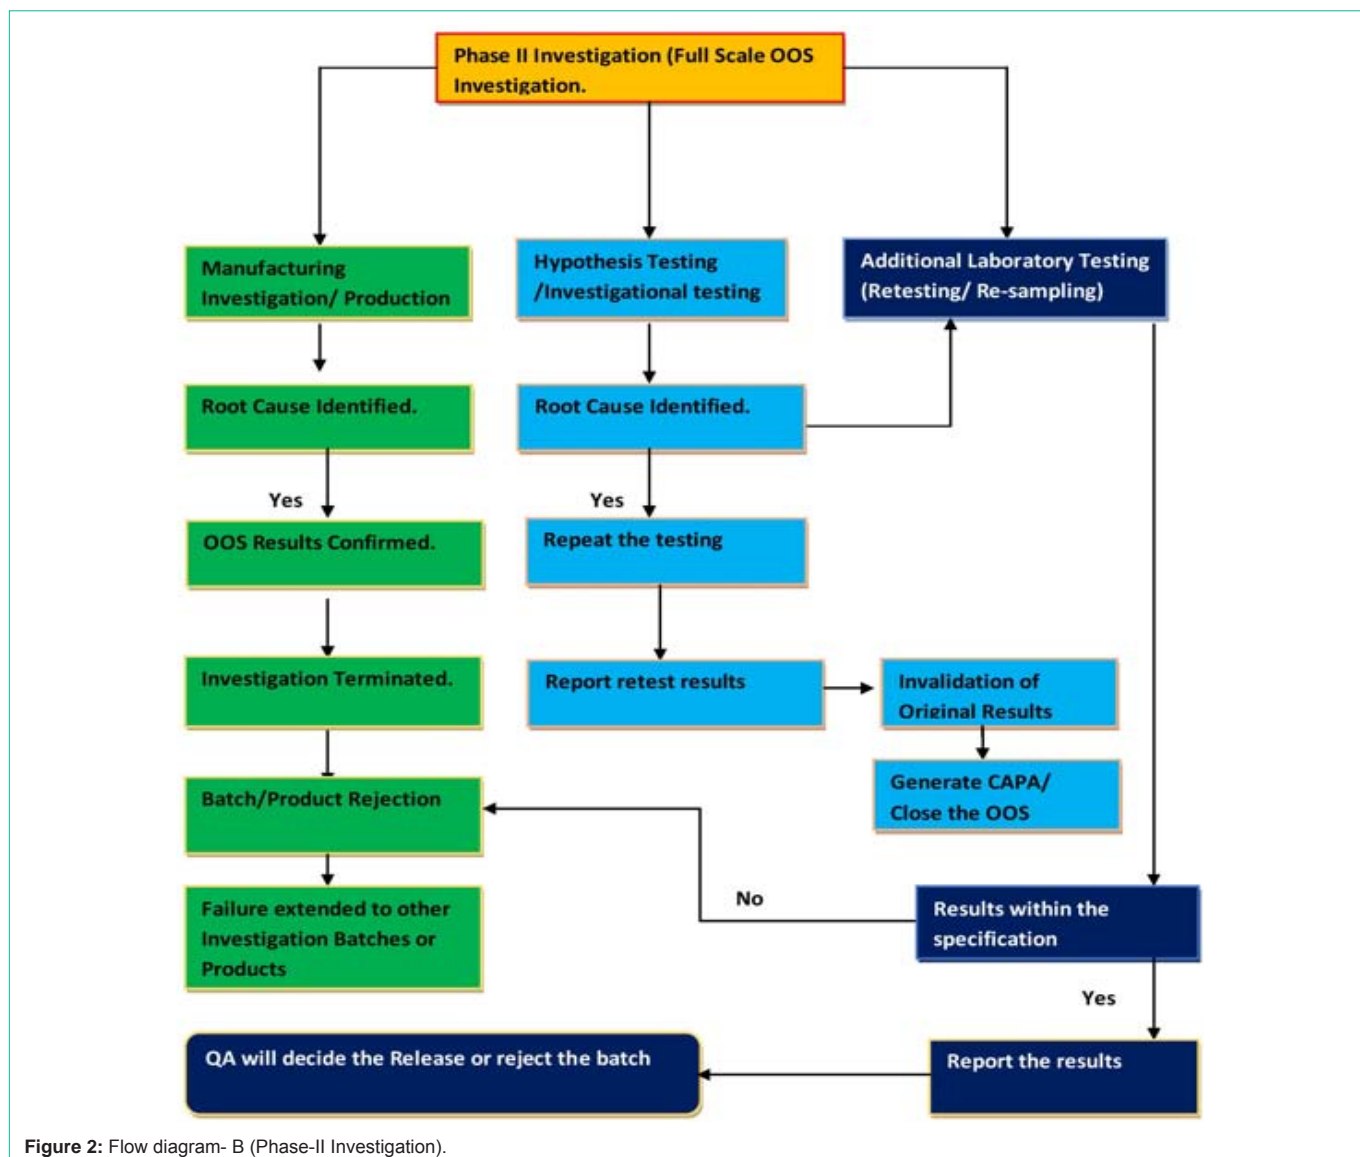 Phase II Investigation (Full Scale OOS
Investigation.
Manufacturing
Investigation/ Production
Hypothesis Testing
/Investigational testing
Additional Laboratory Testing
(Retesting/ Re-sampling)
Root Cause Identified.
Root Cause Identified.
Yes
Yes
OOS Results Confirmed.
Repeat the testing
Investigation Terminated.
Report retest results
Invalidation of
Original Results
Batch/Product Rejection
Generate CAPA/
Close the OOS
No
Failure extended to other
Investigation Batches or
Products
Results within the
specification
Yes
QA will decide the Release or reject the batch
Report the results
Figure 2: Flow diagram- B (Phase-II Investigation).